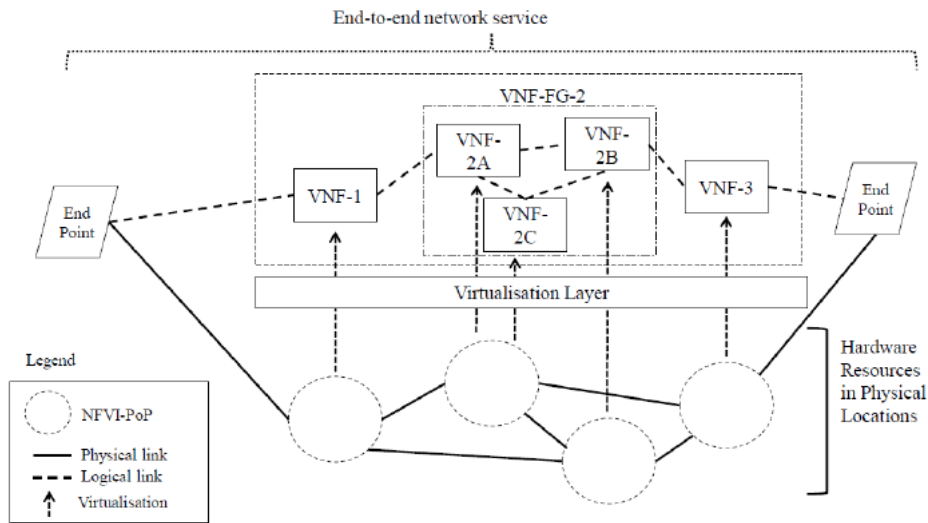 End-to-end network service
VNF-FG-2
VNF-
2A
VNF-
2B
VNF-1
VNF-
2C
VNF-3
End
Point
End
Point
Virtualisation Layer
Hardware
Resources
in Physical
Locations
Legend
NFVI-PoP
Physical link
Logical link
Virtualisation